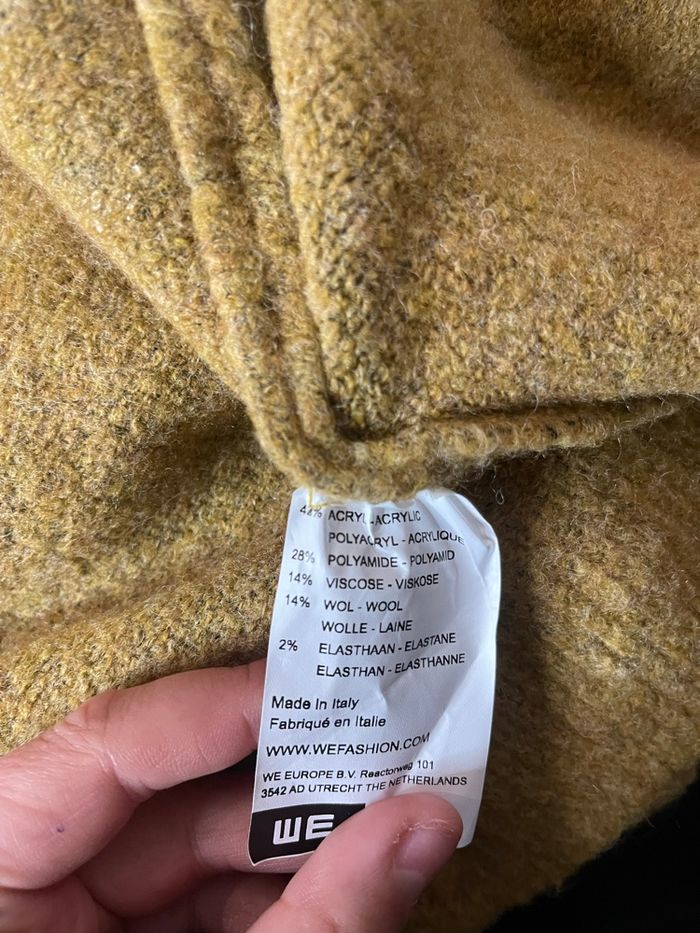 42% ACRYL - ACRYLIC
POLYACRYL - ACRYLIQUE
28% POLYAMIDE - POLYAMID
14% VISCOSE - VISKOSE
14% WOL - WOOL
WOLLE - LAINE
2% ELASTHAAN - ELASTANE
ELASTHAN - ELASTHANNE
Made In Italy
Fabriqué en Italie
WWW.WEFASHION.COM
WE EUROPE B.V. Reactorweg 101
3542 AD UTRECHT THE NETHERLANDS
WE